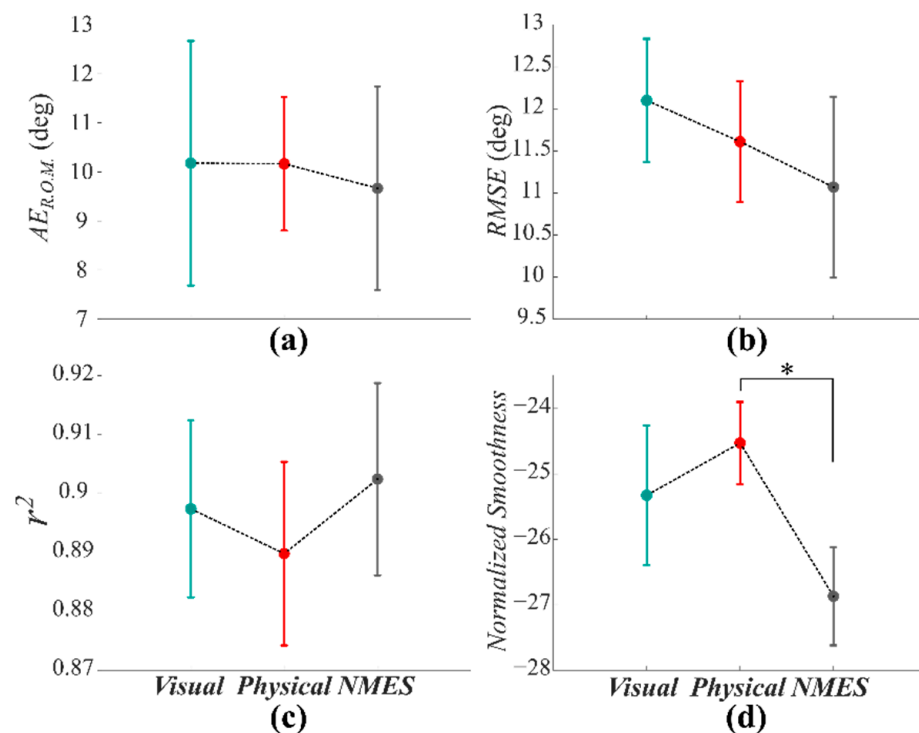 AE_R.O.M. (deg)
13
12
11
10
9
8
7
(a)
RMSE (deg)
13
12.5
12
11.5
11
10.5
10
9.5
(b)
r²
0.92
0.91
0.9
0.89
0.88
0.87
Visual Physical NMES
(c)
Normalized Smoothness
*
−24
−25
−26
−27
−28
Visual Physical NMES
(d)